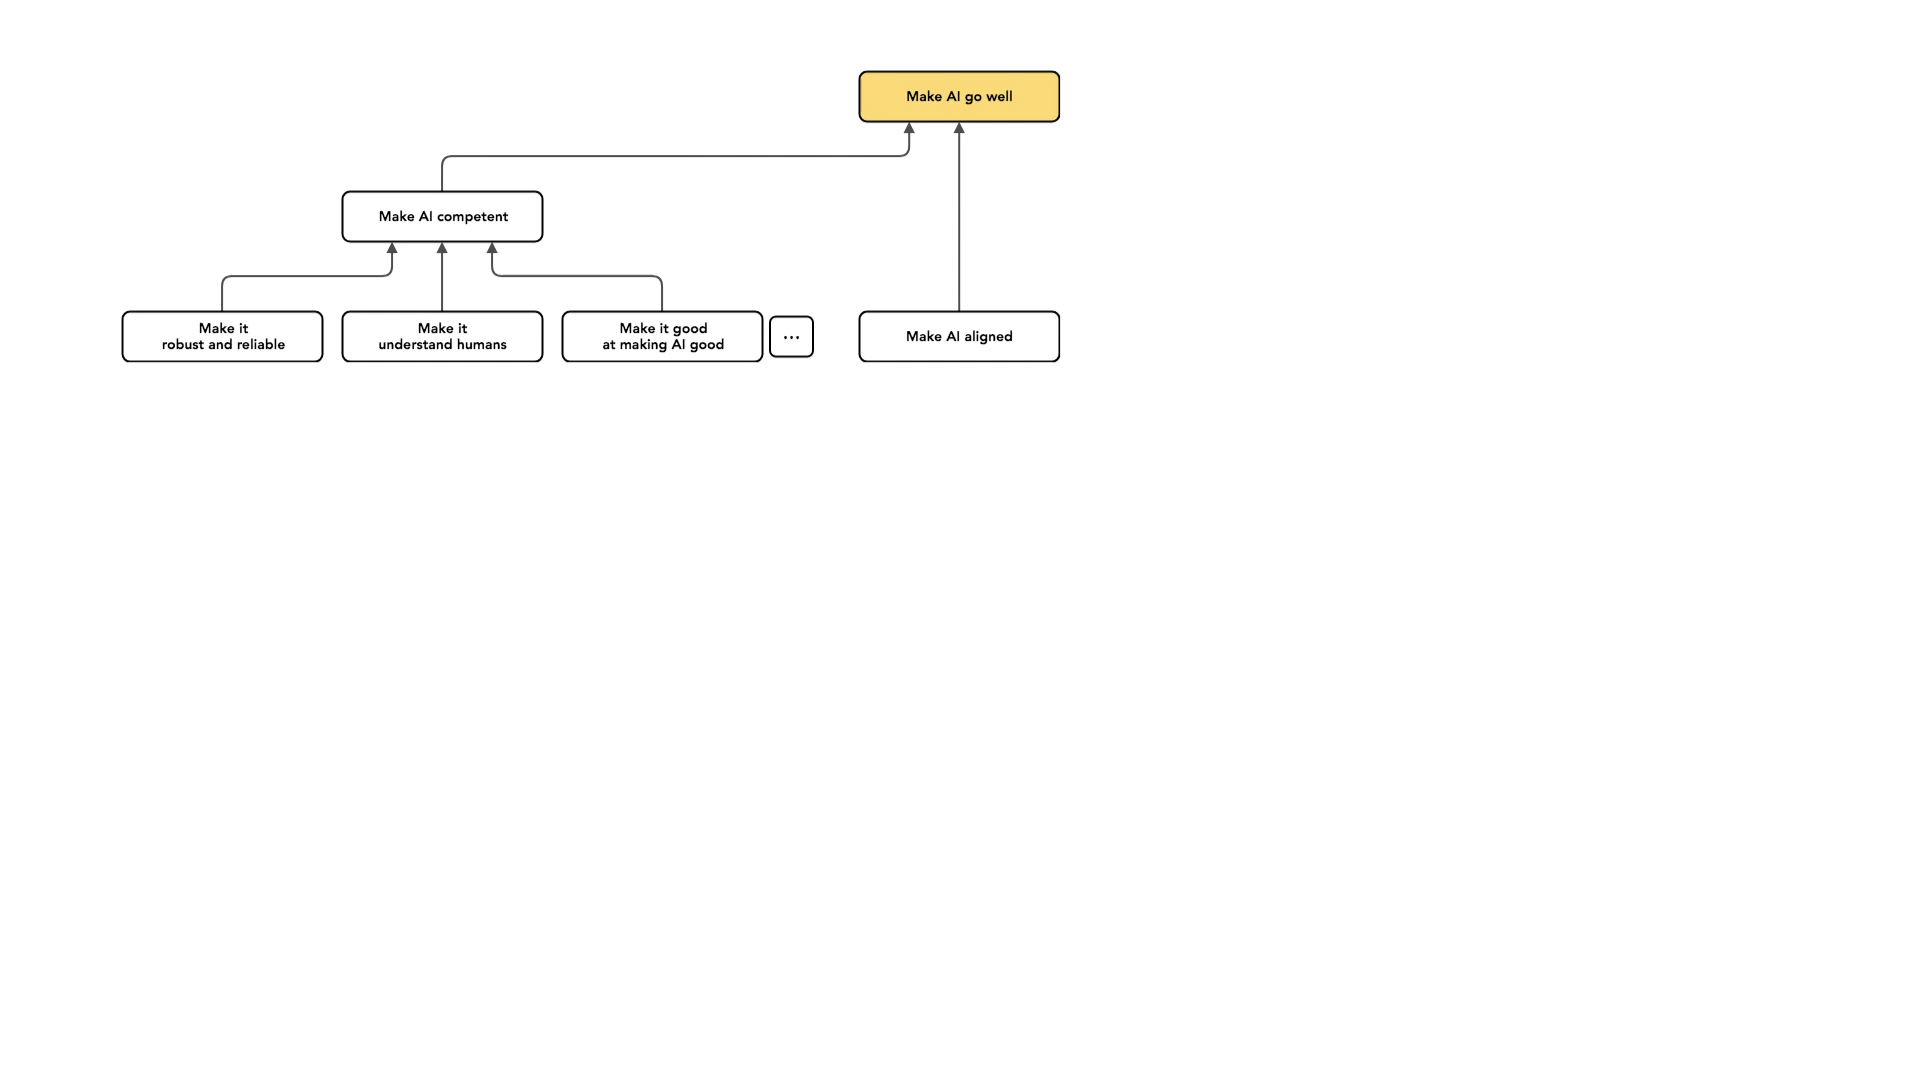 Make AI go well
Make AI competent
Make it
robust and reliable
Make it
understand humans
Make it good
at making AI good
...
Make AI aligned